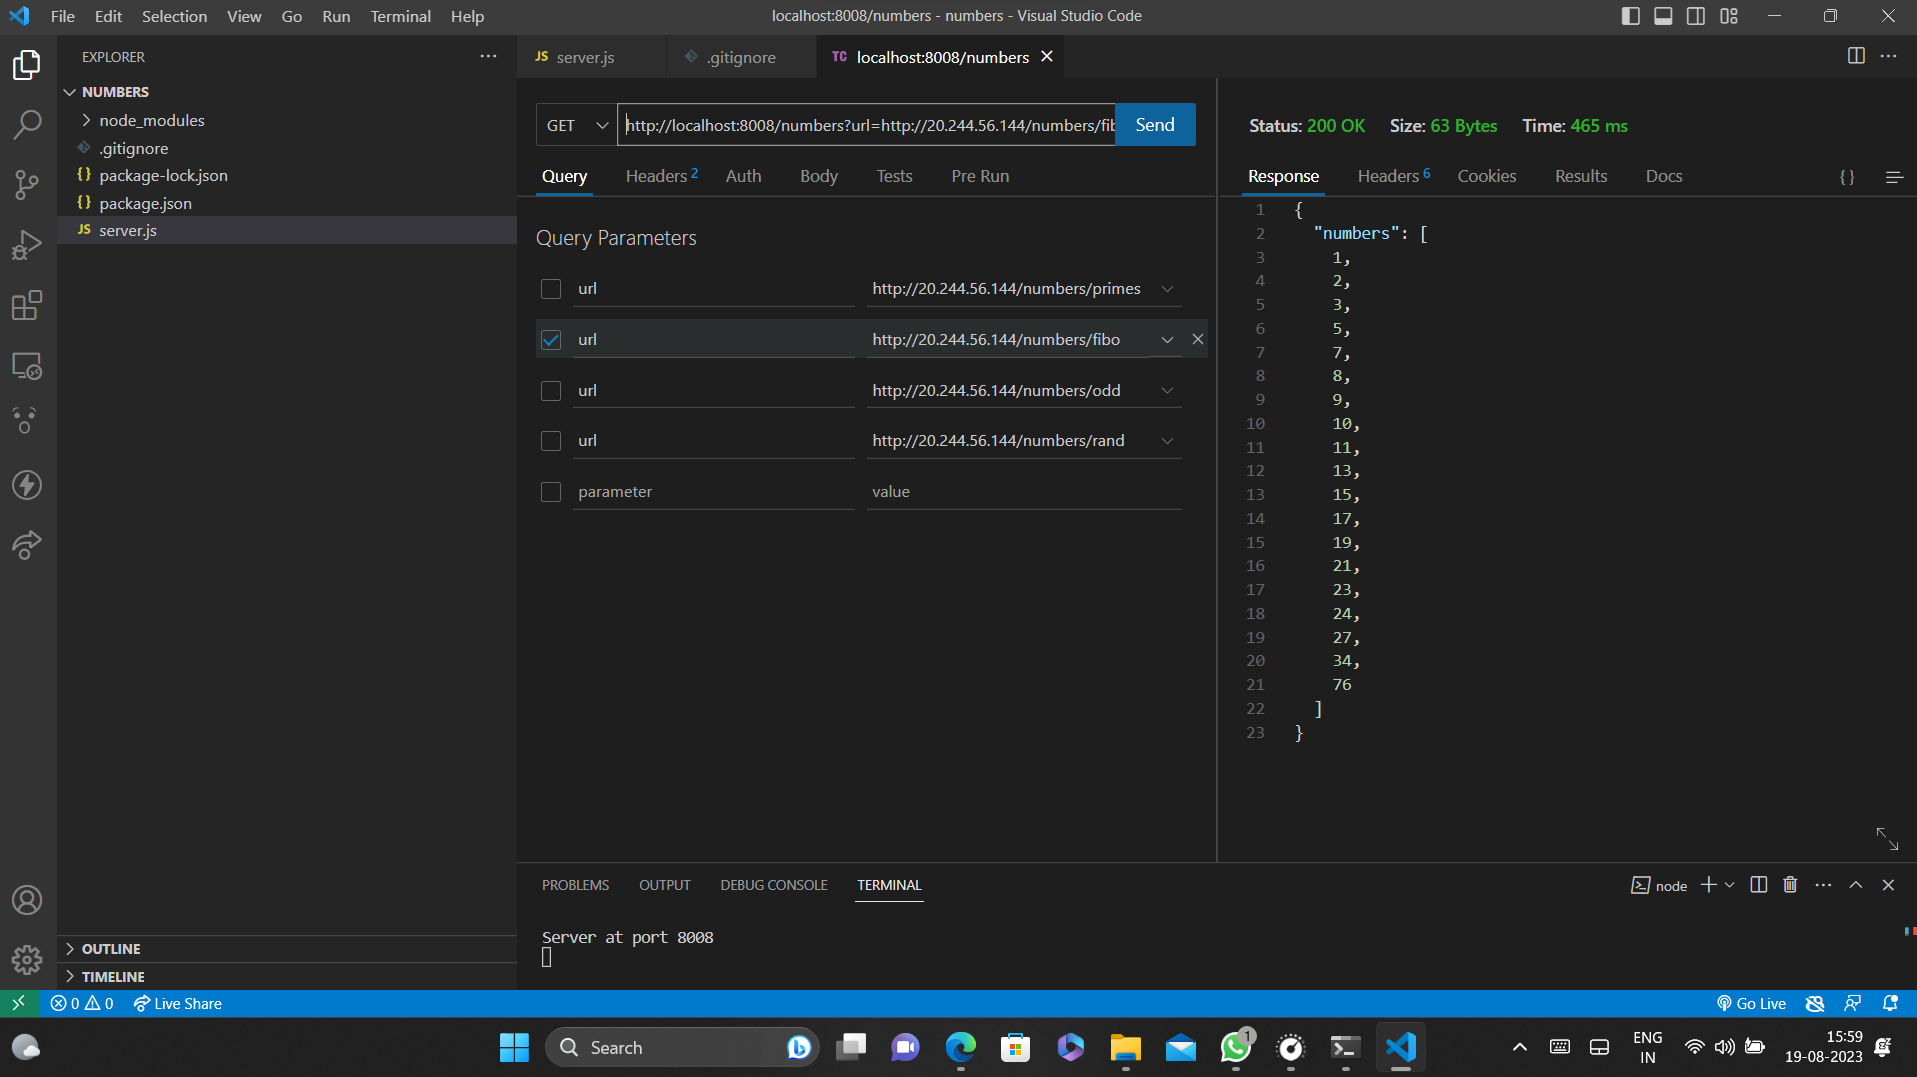 File Edit Selection View Go Run Terminal Help
localhost:8008/numbers - numbers - Visual Studio Code
EXPLORER
NUMBERS
node_modules
.gitignore
package-lock.json
package.json
JS server.js
OUTLINE
TIMELINE
JS server.js
.gitignore
TC localhost:8008/numbers
GET
http://localhost:8008/numbers?url=http://20.244.56.144/numbers/fib
Send
Query Headers 2 Auth Body Tests Pre Run
Query Parameters
url http://20.244.56.144/numbers/primes
url http://20.244.56.144/numbers/fibo
url http://20.244.56.144/numbers/odd
url http://20.244.56.144/numbers/rand
parameter value
Status: 200 OK Size: 63 Bytes Time: 465 ms
Response Headers 6 Cookies Results Docs { }
1 {
2 "numbers": [
3 1,
4 2,
5 3,
6 5,
7 7,
8 8,
9 9,
10 10,
11 11,
12 13,
13 15,
14 17,
15 19,
16 21,
17 23,
18 24,
19 27,
20 34,
21 76
22 ]
23 }
PROBLEMS OUTPUT DEBUG CONSOLE TERMINAL
node
Server at port 8008
0 0 Live Share
Go Live
Search
1
ENG
IN
15:59
19-08-2023